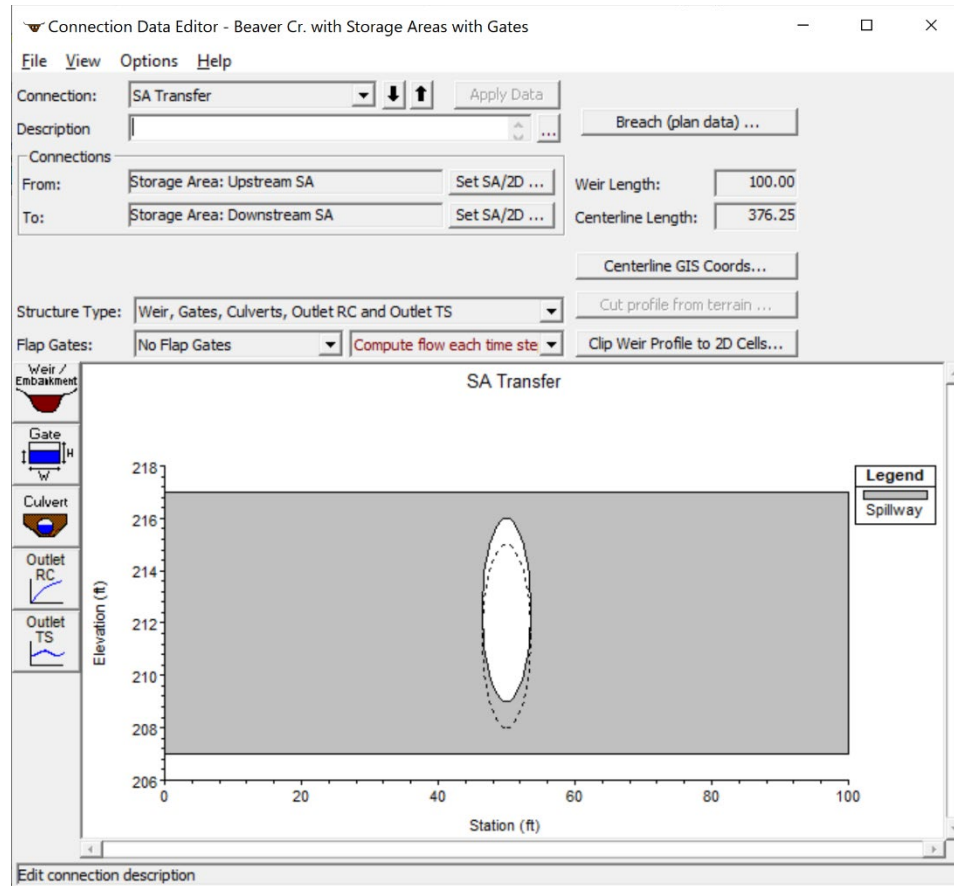 Connection Data Editor - Beaver Cr. with Storage Areas with Gates
File View Options Help
Connection: SA Transfer Apply Data
Description ... Breach (plan data) ...
Connections
From: Storage Area: Upstream SA Set SA/2D ... Weir Length: 100.00
To: Storage Area: Downstream SA Set SA/2D ... Centerline Length: 376.25
Centerline GIS Coords...
Structure Type: Weir, Gates, Culverts, Outlet RC and Outlet TS Cut profile from terrain ...
Flap Gates: No Flap Gates Compute flow each time ste Clip Weir Profile to 2D Cells...
Weir /
Embankment
Gate
H
W
Culvert
Outlet
RC
Outlet
TS
SA Transfer
218
216
214
212
210
208
206
Elevation (ft)
0 20 40 60 80 100
Station (ft)
Legend
Spillway
Edit connection description